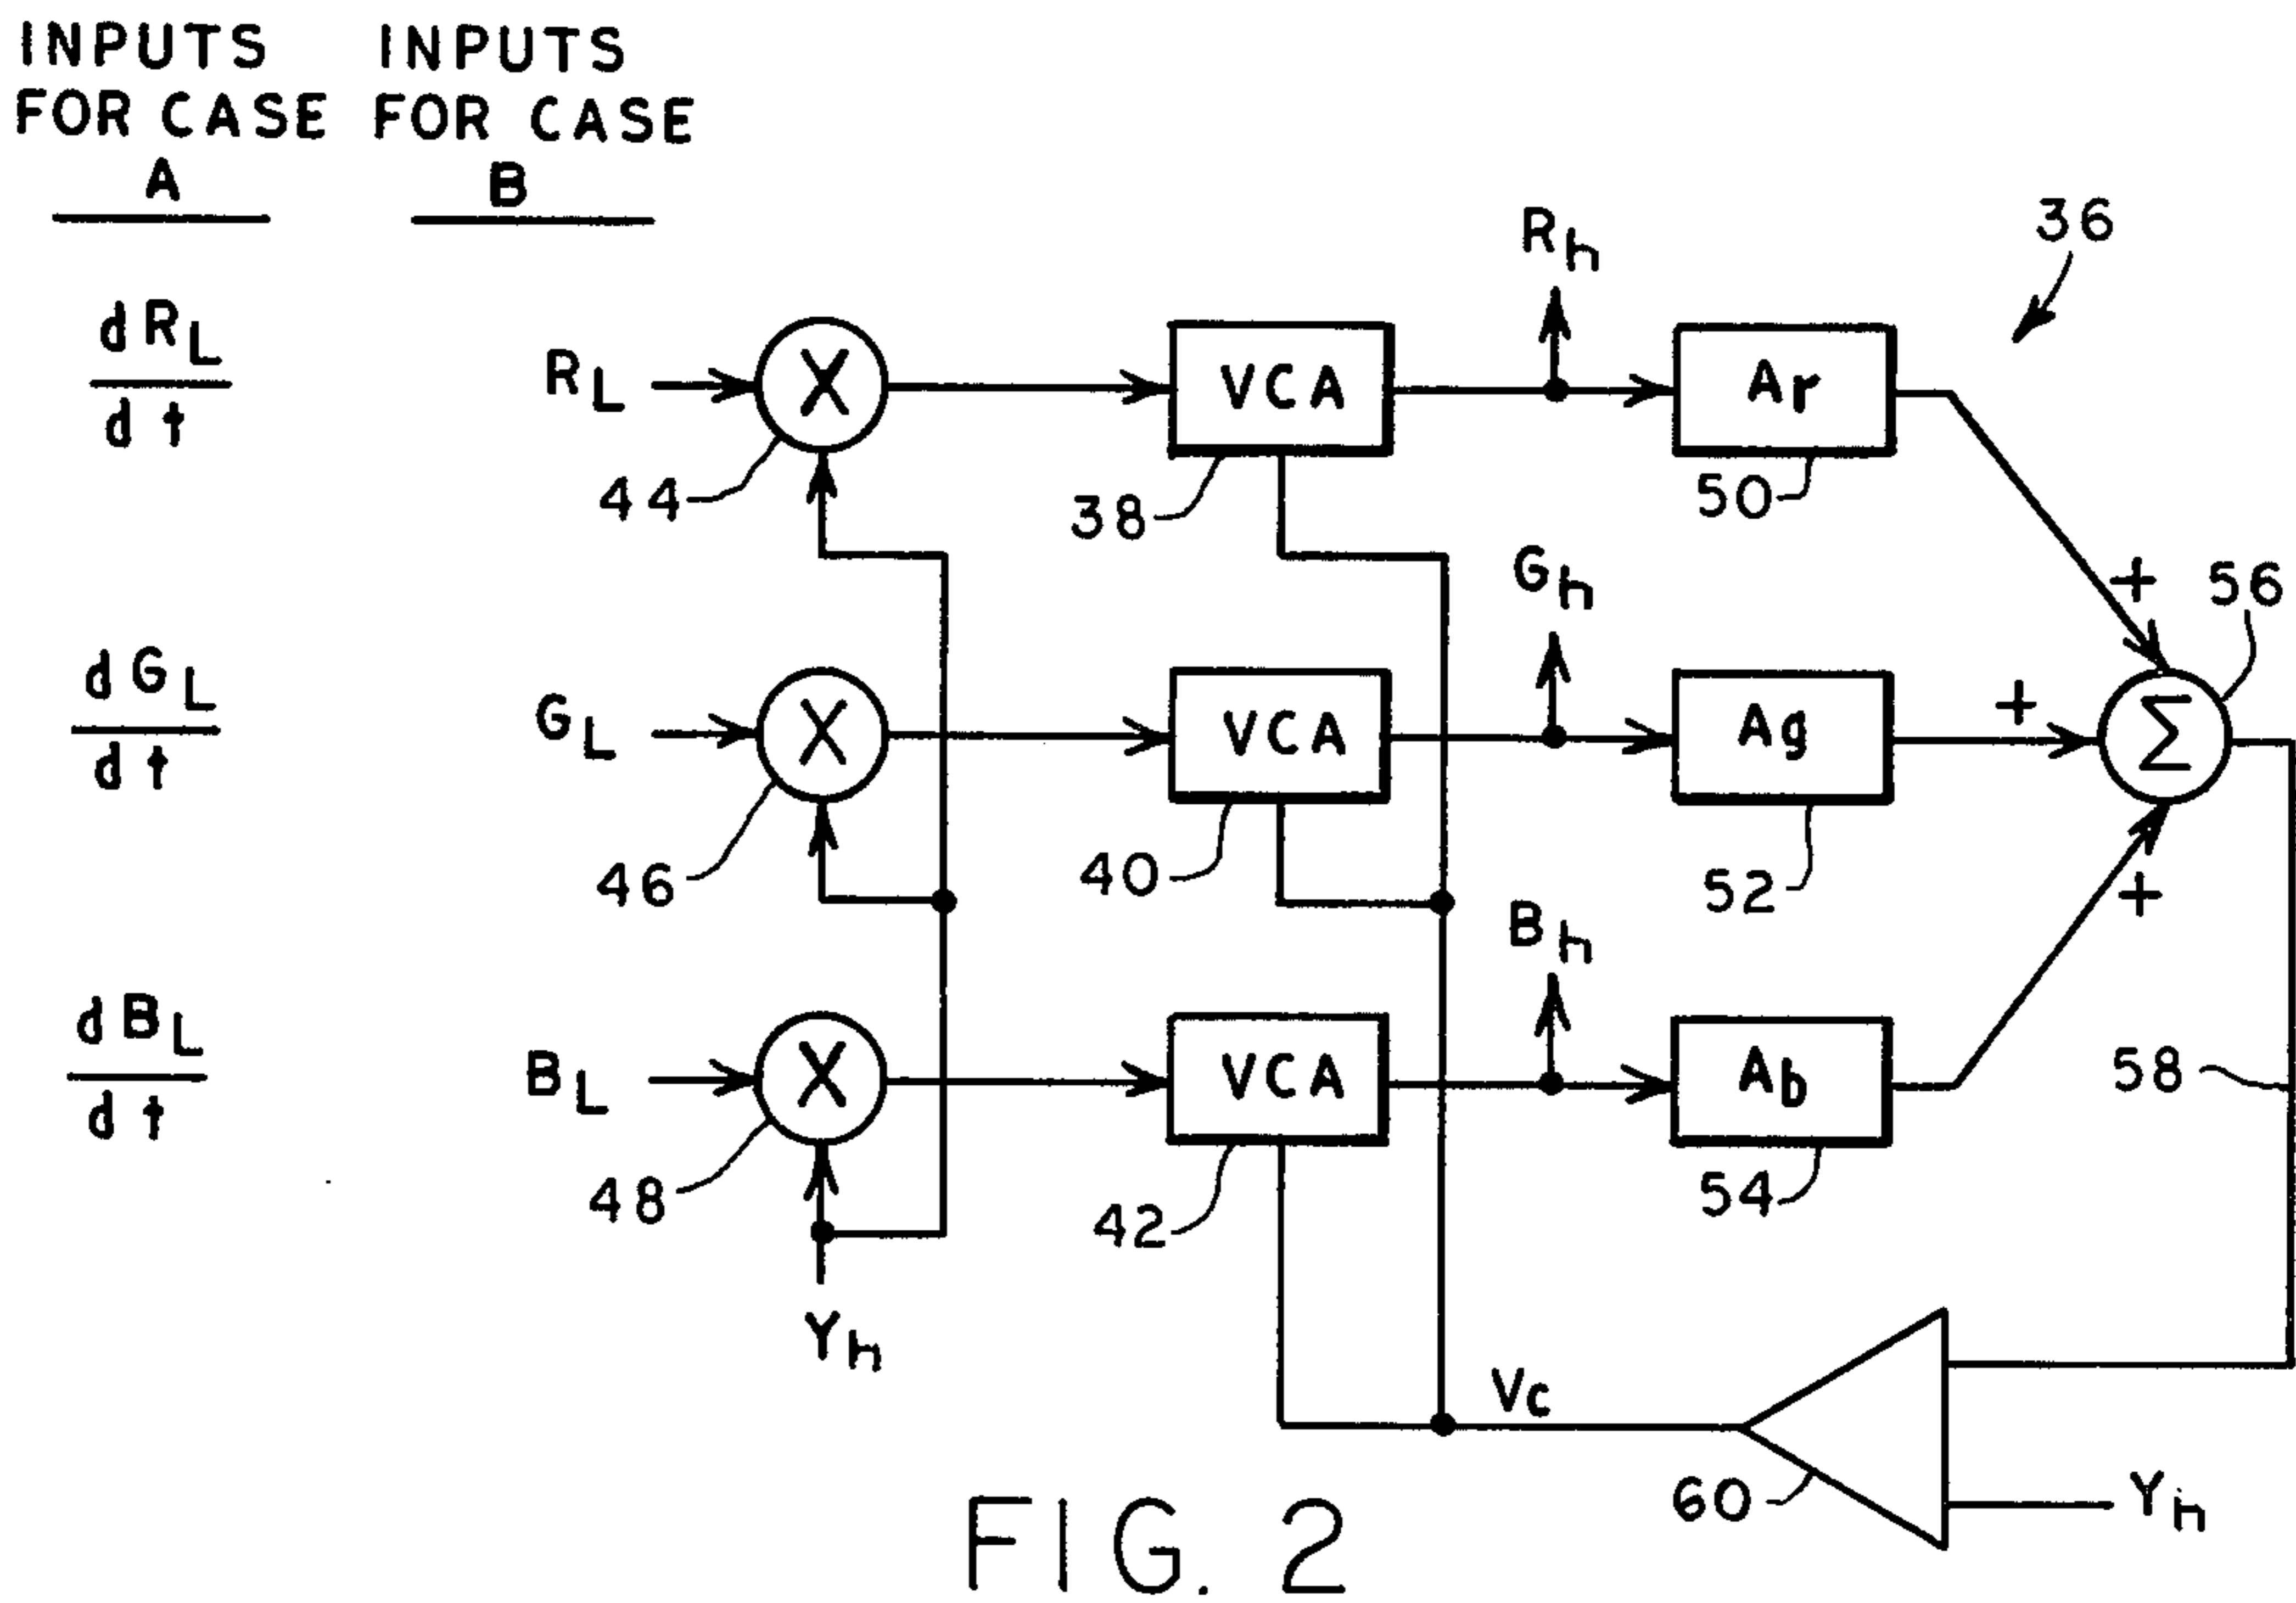 INPUTS FOR CASE A
INPUTS FOR CASE B
dR_L
dt
R_L
X
44
VCA
38
R_h
Ar
50
36
dG_L
dt
G_L
X
46
VCA
40
G_h
Ag
52
+
+
+
Σ
56
dB_L
dt
B_L
X
48
VCA
42
B_h
Ab
54
58
Y_h
Vc
60
Y_h
FIG. 2